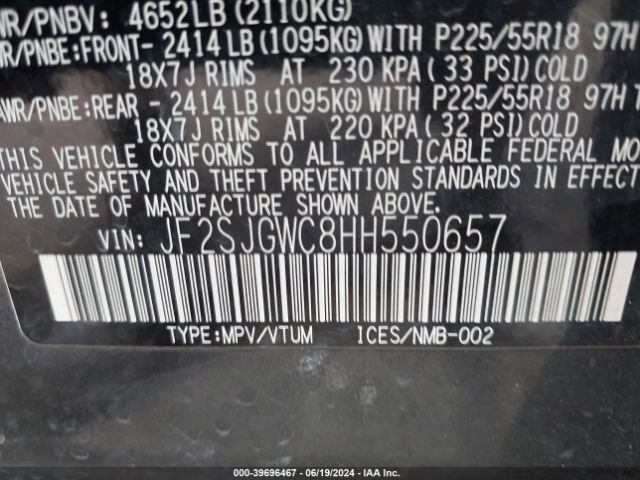 WR/PNBV: 4652LB (2110KG)
WR/PNBE:FRONT- 2414 LB (1095KG) WITH P225/55R18 97H
18X7J RIMS AT 230 KPA ( 33 PSI) COLD
AWR/PNBE:REAR - 2414 LB (1095KG) WITH P225/55R18 97H T
18X7J RIMS AT 220 KPA ( 32 PSI) COLD
THIS VEHICLE CONFORMS TO ALL APPLICABLE FEDERAL MO
VEHICLE SAFETY AND THEFT PREVENTION STANDARDS IN EFFECT
THE DATE OF MANUFACTURE SHOWN ABOVE.
VIN: JF2SJGWC8HH550657
TYPE:MPV/VTUM ICES/NMB-002
000-39696467 - 06/19/2024 - IAA Inc.